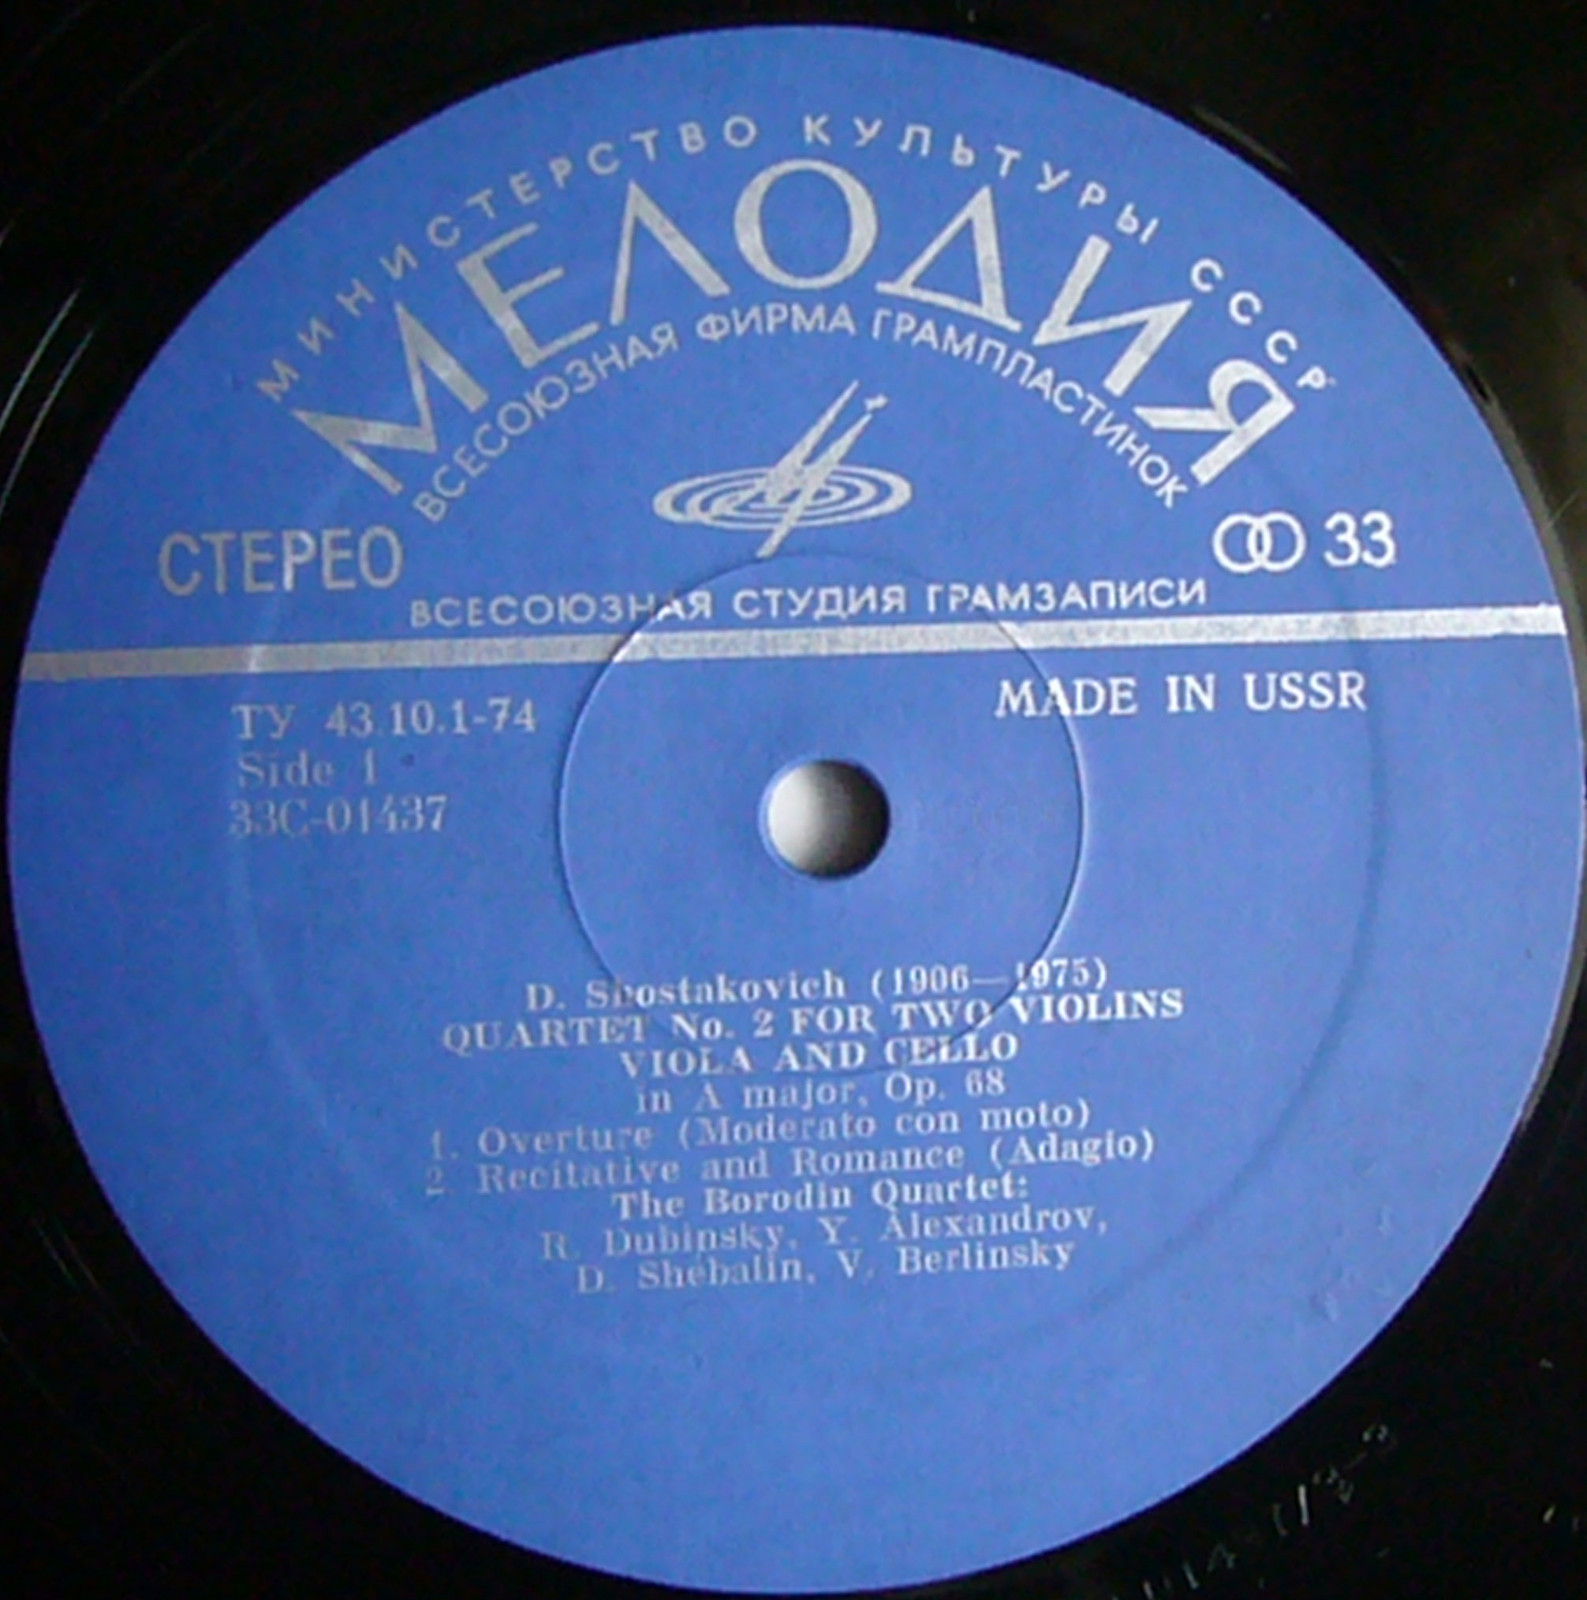 МИНИСТЕРСТВО КУЛЬТУРЫ СССР
МЕЛОДИЯ
ВСЕСОЮЗНАЯ ФИРМА ГРАМПЛАСТИНОК
СТЕРЕО
33
ВСЕСОЮЗНАЯ СТУДИЯ ГРАМЗАПИСИ
MADE IN USSR
ТУ 43.10.1-74
Side 1
33С-01437
D. Shostakovich (1906—1975)
QUARTET No. 2 FOR TWO VIOLINS
VIOLA AND CELLO
in A major, Op. 68
1. Overture (Moderato con moto)
2. Recitative and Romance (Adagio)
The Borodin Quartet:
R. Dubinsky, Y. Alexandrov,
D. Shebalin, V. Berlinsky